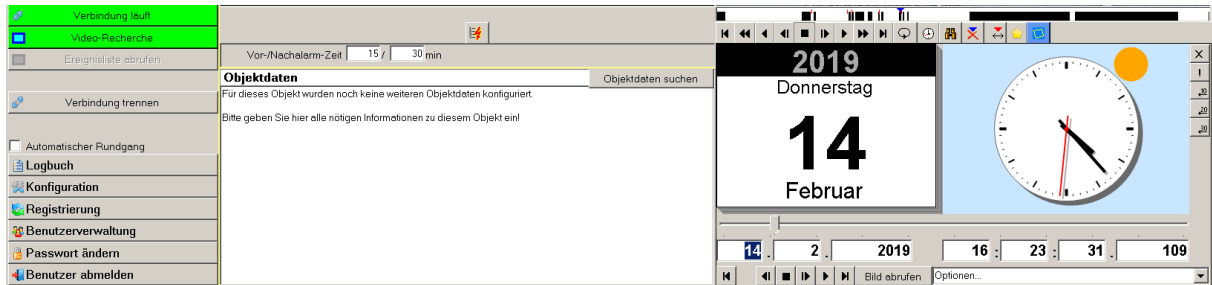 Verbindung läuft
Video-Recherche
Ereignisliste abrufen
Verbindung trennen
Automatischer Rundgang
Logbuch
Konfiguration
Registrierung
Benutzerverwaltung
Passwort ändern
Benutzer abmelden
Vor-/Nachalarm-Zeit 15 / 30 min
Objektdaten Objektdaten suchen
Für dieses Objekt wurden noch keine weiteren Objektdaten konfiguriert.
Bitte geben Sie hier alle nötigen Informationen zu diesem Objekt ein!
2019
Donnerstag
14
Februar
X
!
10
20
30
14 . 2 . 2019 16 : 23 : 31 . 109
Bild abrufen Optionen...